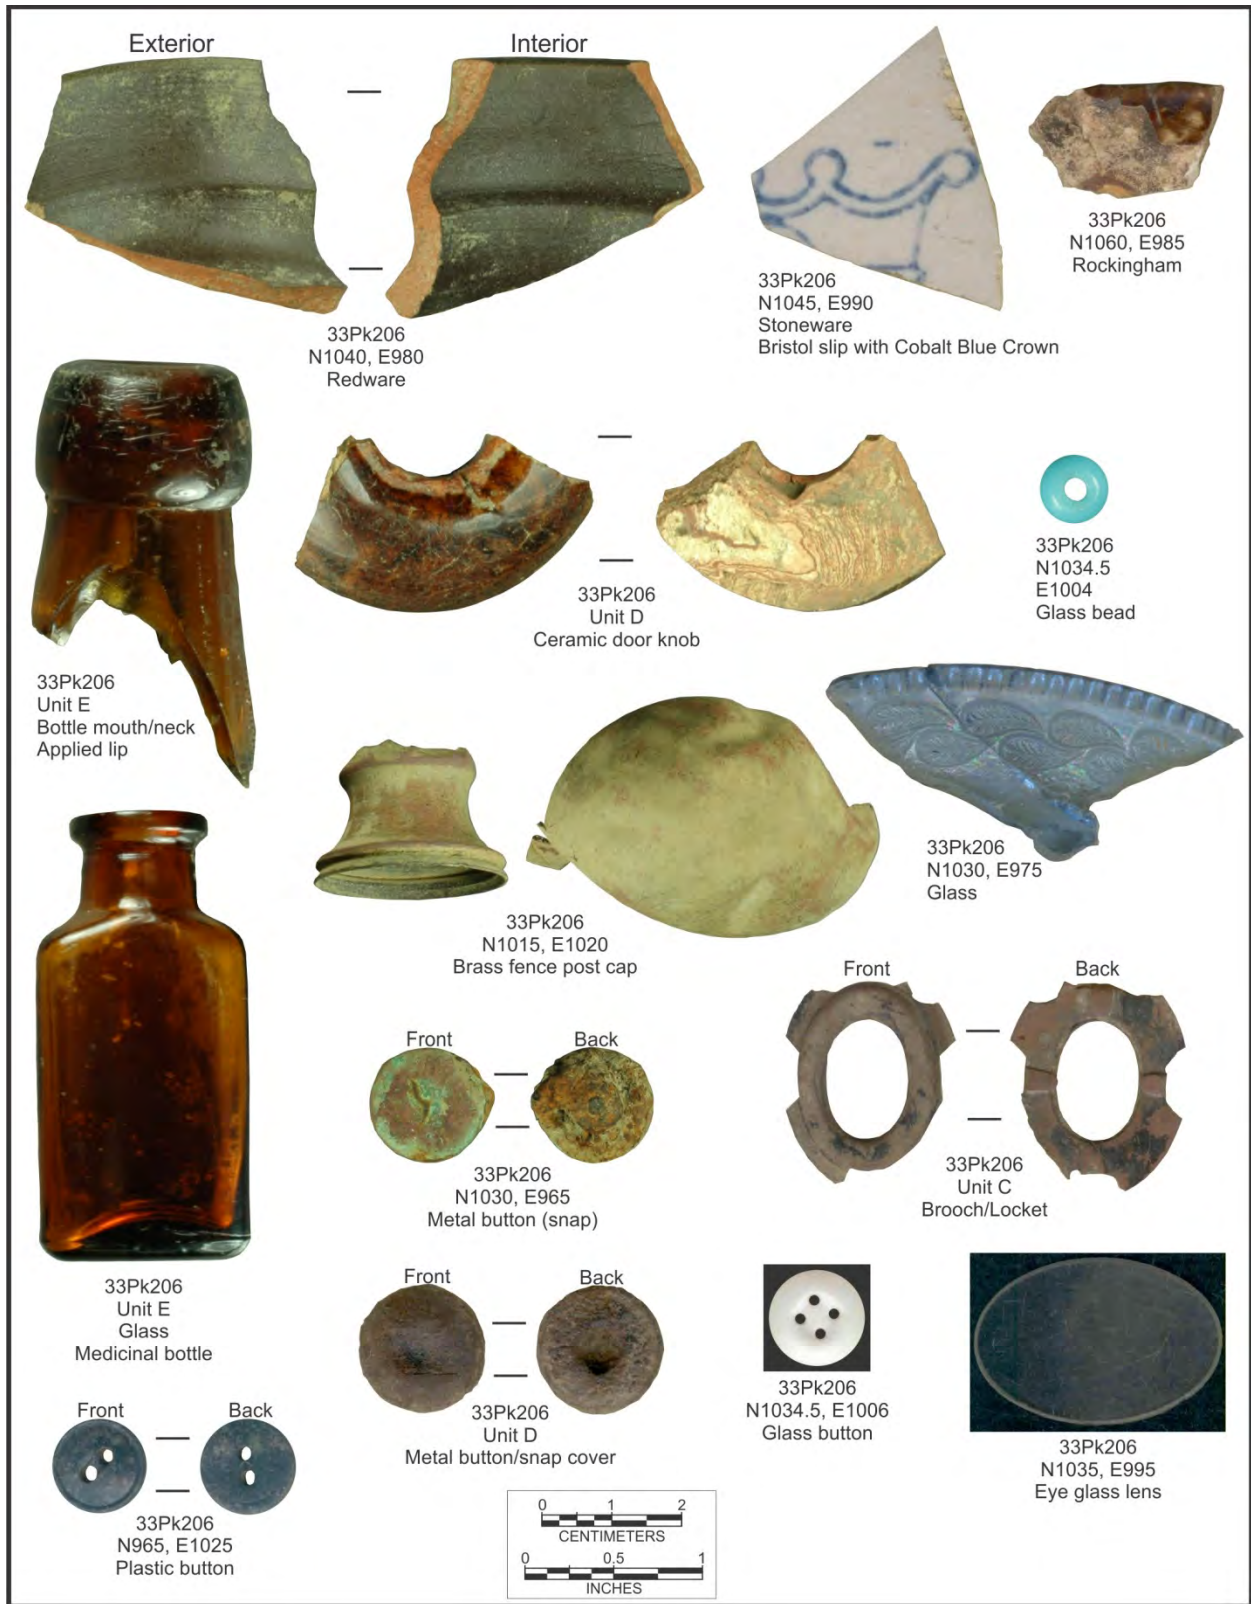 Exterior
Interior
33Pk206
N1040, E980
Redware
33Pk206
N1045, E990
Stoneware
Bristol slip with Cobalt Blue Crown
33Pk206
N1060, E985
Rockingham
33Pk206
Unit E
Bottle mouth/neck
Applied lip
33Pk206
Unit D
Ceramic door knob
33Pk206
N1034.5
E1004
Glass bead
33Pk206
N1015, E1020
Brass fence post cap
33Pk206
N1030, E975
Glass
33Pk206
Unit E
Glass
Medicinal bottle
Front
Back
33Pk206
N1030, E965
Metal button (snap)
Front
Back
33Pk206
Unit C
Brooch/Locket
Front
Back
33Pk206
Unit D
Metal button/snap cover
33Pk206
N1034.5, E1006
Glass button
33Pk206
N1035, E995
Eye glass lens
Front
Back
33Pk206
N965, E1025
Plastic button
0 1 2
CENTIMETERS
0 0.5 1
INCHES